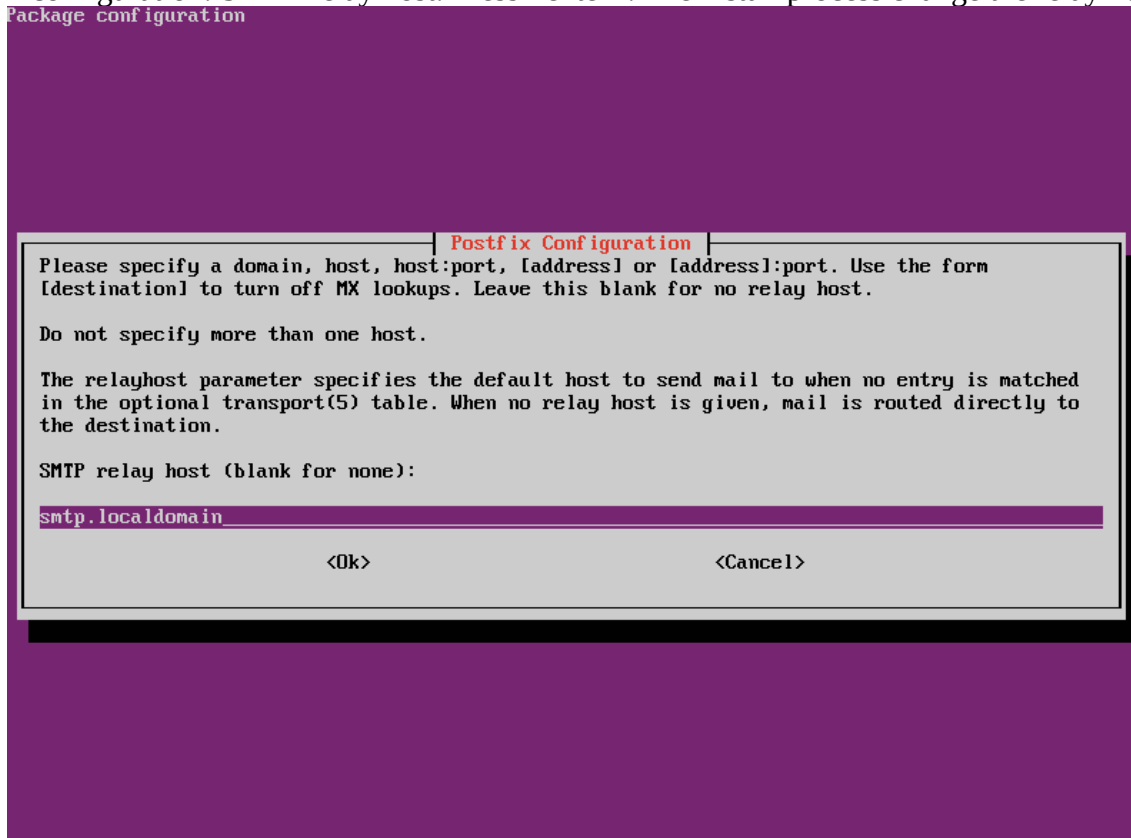 Package configuration
Postfix Configuration
Please specify a domain, host, host:port, [address] or [address]:port. Use the form
[destination] to turn off MX lookups. Leave this blank for no relay host.
Do not specify more than one host.
The relayhost parameter specifies the default host to send mail to when no entry is matched
in the optional transport(5) table. When no relay host is given, mail is routed directly to
the destination.
SMTP relay host (blank for none):
smtp.localdomain
<Ok> <Cancel>